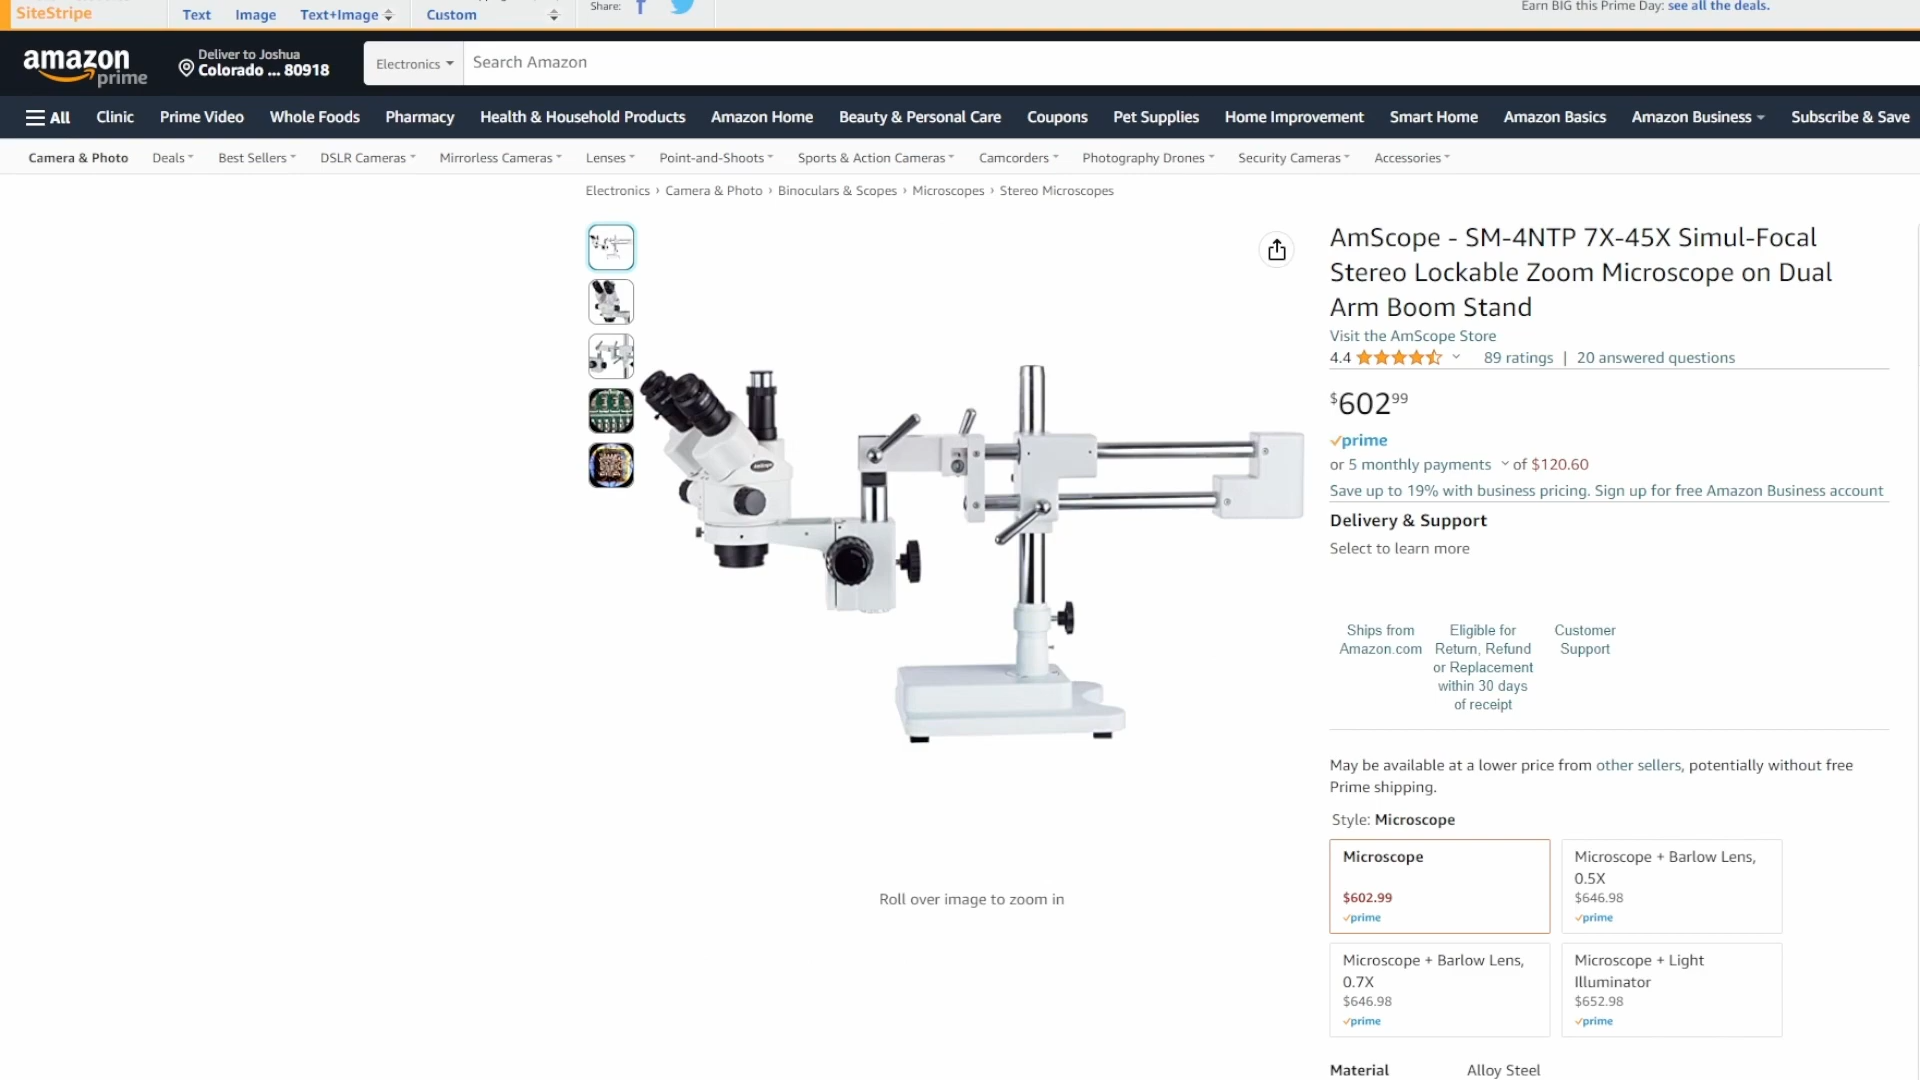 SiteStripe
Text
Image
Text+Image
Custom
Share:
Earn BIG this Prime Day: see all the deals.
amazon
prime
Deliver to Joshua
Colorado ... 80918
Electronics
Search Amazon
All
Clinic
Prime Video
Whole Foods
Pharmacy
Health & Household Products
Amazon Home
Beauty & Personal Care
Coupons
Pet Supplies
Home Improvement
Smart Home
Amazon Basics
Amazon Business
Subscribe & Save
Camera & Photo
Deals
Best Sellers
DSLR Cameras
Mirrorless Cameras
Lenses
Point-and-Shoots
Sports & Action Cameras
Camcorders
Photography Drones
Security Cameras
Accessories
Electronics › Camera & Photo › Binoculars & Scopes › Microscopes › Stereo Microscopes
AmScope - SM-4NTP 7X-45X Simul-Focal
Stereo Lockable Zoom Microscope on Dual
Arm Boom Stand
Visit the AmScope Store
4.4
89 ratings | 20 answered questions
$602.99
prime
or 5 monthly payments of $120.60
Save up to 19% with business pricing. Sign up for free Amazon Business account
Delivery & Support
Select to learn more
Ships from
Amazon.com
Eligible for
Return, Refund
or Replacement
within 30 days
of receipt
Customer
Support
May be available at a lower price from other sellers, potentially without free
Prime shipping.
Style: Microscope
Microscope
$602.99
prime
Microscope + Barlow Lens,
0.5X
$646.98
prime
Roll over image to zoom in
Microscope + Barlow Lens,
0.7X
$646.98
prime
Microscope + Light
Illuminator
$652.98
prime
Material
Alloy Steel